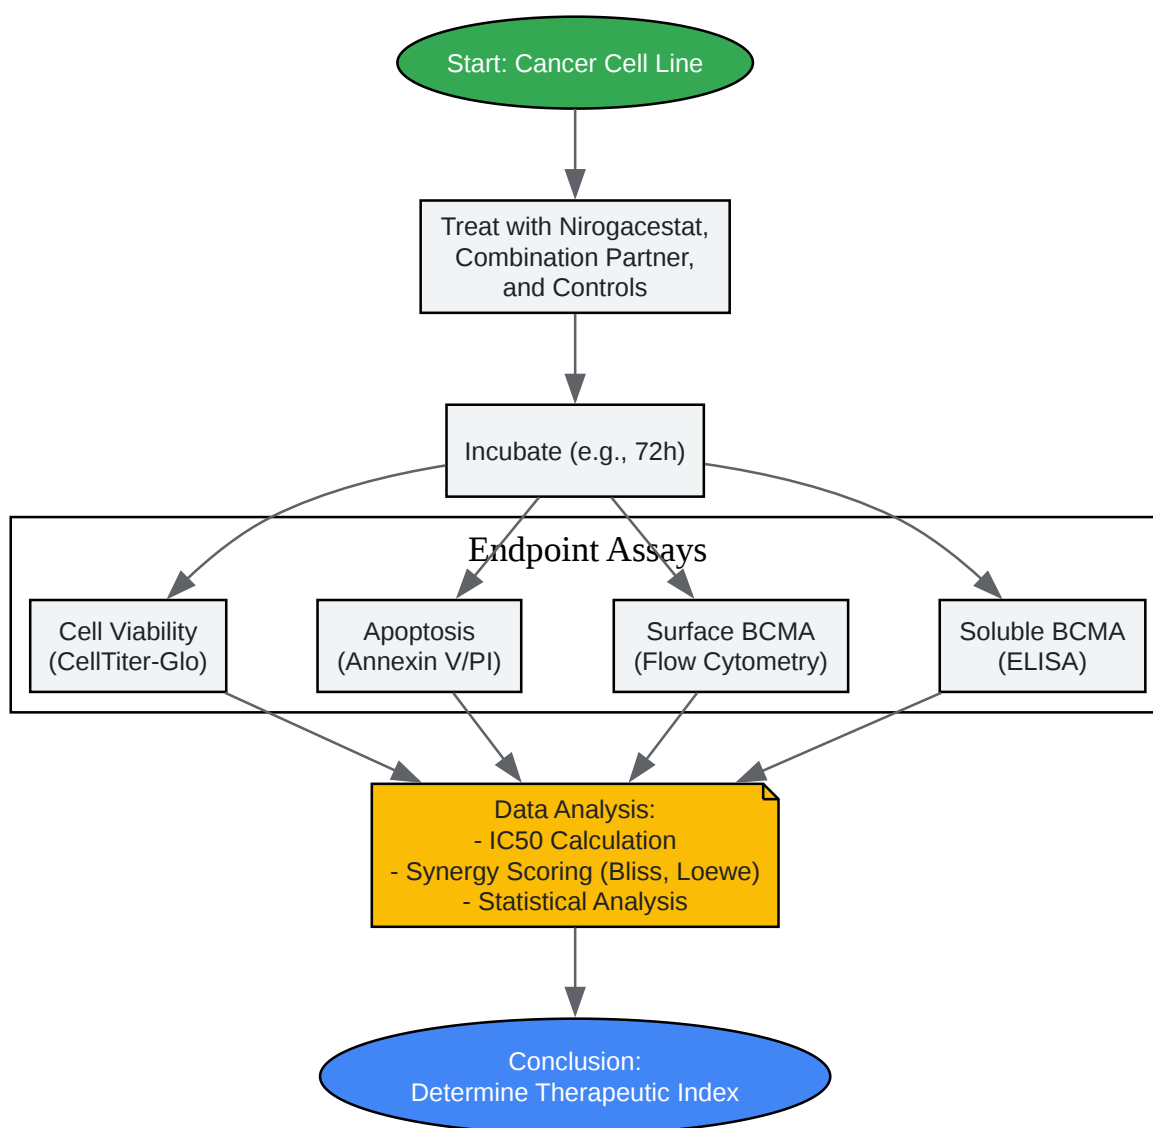 Start: Cancer Cell Line
Treat with Nirogacestat,
Combination Partner,
and Controls
Incubate (e.g., 72h)
Endpoint Assays
Cell Viability
(CellTiter-Glo)
Apoptosis
(Annexin V/PI)
Surface BCMA
(Flow Cytometry)
Soluble BCMA
(ELISA)
Data Analysis:
- IC50 Calculation
- Synergy Scoring (Bliss, Loewe)
- Statistical Analysis
Conclusion:
Determine Therapeutic Index